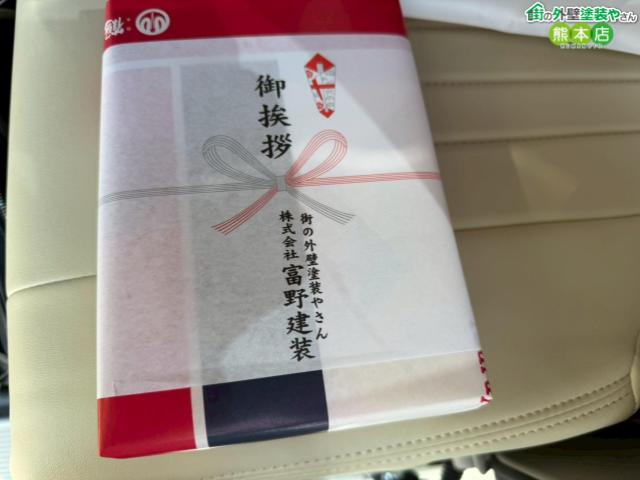 御挨拶
街の外壁塗装やさん
株式会社 富野建装
街の外壁塗装やさん
熊本店